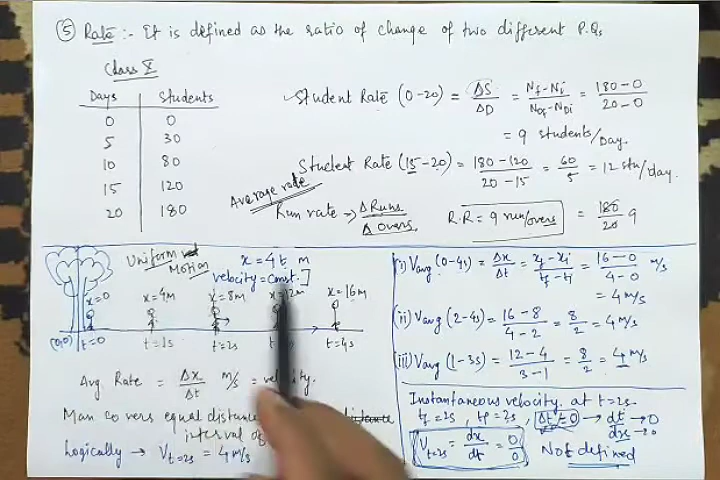 ⑤ Rate :- It is defined as the ratio of change of two different P.Qs
Class X
Days Students
0 0
5 30
10 80
15 120
20 180
Student Rate (0-20) = ΔS/ΔD = Nf-Ni/NDf-NDi = 180-0/20-0
= 9 students/Day.
Student Rate (15-20) = 180-120/20-15 = 60/5 = 12 stu/day.
Average rate
Run rate => ΔRuns/ΔOvers
R.R = 9 run/overs = 180/20 9
Uniform Motion
x = 4t m
velocity = const.]
x=0 x=4m x=8m x=12m x=16m
(0,0) t=0 t=1s t=2s t=4s
Avg Rate = Δx/Δt m/s = velocity.
Man covers equal distance distance
interval of
Logically → Vt=2s = 4 m/s
(i) Vavg (0-4s) = Δx/Δt = xf-xi/tf-ti = 16-0/4-0 m/s
= 4 m/s
(ii) Vavg (2-4s) = 16-8/4-2 = 8/2 = 4 m/s
(iii) Vavg (1-3s) = 12-4/3-1 = 8/2 = 4 m/s
Instantaneous velocity at t=2s.
ti = 2s, tf = 2s, Δt = 0 → dt → 0
dx → 0
Vt=2s = dx/dt = 0/0 Not defined